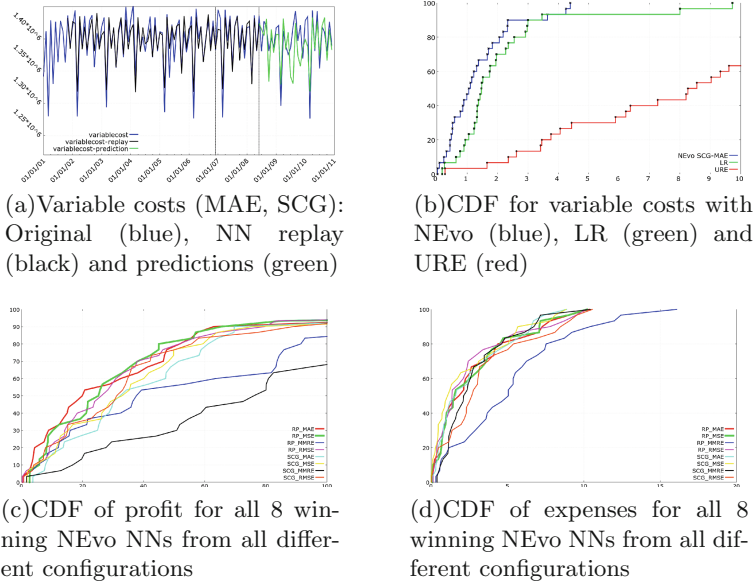 1.40*10^6
1.35*10^6
1.30*10^6
1.25*10^6
variablecost
variablecost-replay
variablecost-prediction
01/01/01
01/01/02
01/01/03
01/01/04
01/01/05
01/01/06
01/01/07
01/01/08
01/01/09
01/01/10
01/01/11
100
80
60
40
20
0
NEvo SCG-MAE
LR
URE
0 1 2 3 4 5 6 7 8 9 10
(a)Variable costs (MAE, SCG):
Original (blue), NN replay
(black) and predictions (green)
(b)CDF for variable costs with
NEvo (blue), LR (green) and
URE (red)
100
90
80
70
60
50
40
30
20
10
0
RP_MAE
RP_MSE
RP_MMRE
RP_RMSE
SCG_MAE
SCG_MSE
SCG_MMRE
SCG_RMSE
0 20 40 60 80 100
100
80
60
40
20
0
RP_MAE
RP_MSE
RP_MMRE
RP_RMSE
SCG_MAE
SCG_MSE
SCG_MMRE
SCG_RMSE
0 5 10 15 20
(c)CDF of profit for all 8 win-
ning NEvo NNs from all differ-
ent configurations
(d)CDF of expenses for all 8
winning NEvo NNs from all dif-
ferent configurations